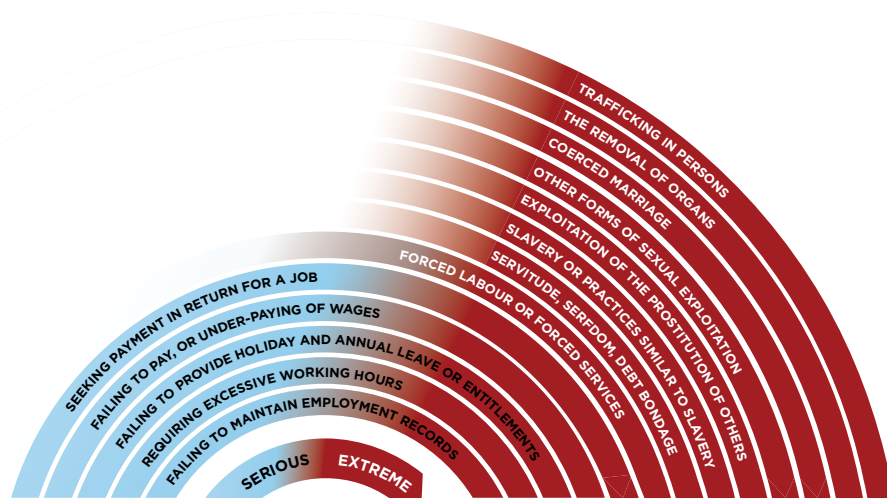 TRAFFICKING IN PERSONS
THE REMOVAL OF ORGANS
COERCED MARRIAGE
OTHER FORMS OF SEXUAL EXPLOITATION
EXPLOITATION OF THE PROSTITUTION OF OTHERS
SLAVERY OR PRACTICES SIMILAR TO SLAVERY
SERVITUDE, SERFDOM, DEBT BONDAGE
FORCED LABOUR OR FORCED SERVICES
SEEKING PAYMENT IN RETURN FOR A JOB
FAILING TO PAY, OR UNDER-PAYING OF WAGES
FAILING TO PROVIDE HOLIDAY AND ANNUAL LEAVE OR ENTITLEMENTS
REQUIRING EXCESSIVE WORKING HOURS
FAILING TO MAINTAIN EMPLOYMENT RECORDS
SERIOUS
EXTREME